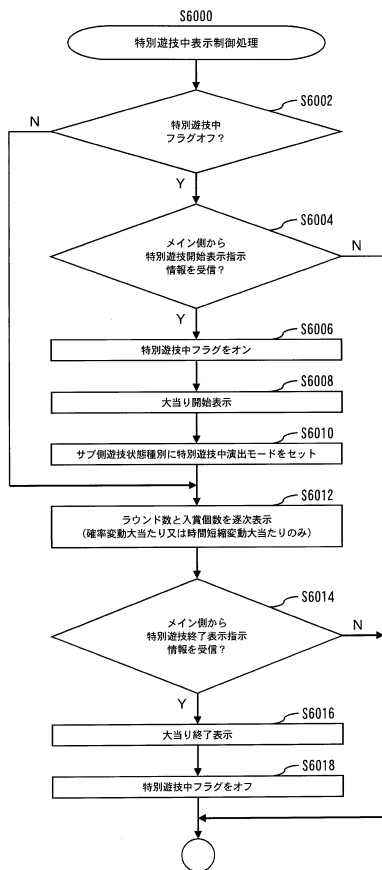 S6000
特別遊技中表示制御処理
S6002
特別遊技中
フラグオフ？
N
Y
S6004
メイン側から
特別遊技開始表示指示
情報を受信？
N
Y
S6006
特別遊技中フラグをオン
S6008
大当り開始表示
S6010
サブ側遊技状態種別に特別遊技中演出モードをセット
S6012
ラウンド数と入賞個数を逐次表示
（確率変動大当たり又は時間短縮変動大当たりのみ）
S6014
メイン側から
特別遊技終了表示指示
情報を受信？
N
Y
S6016
大当り終了表示
S6018
特別遊技中フラグをオフ